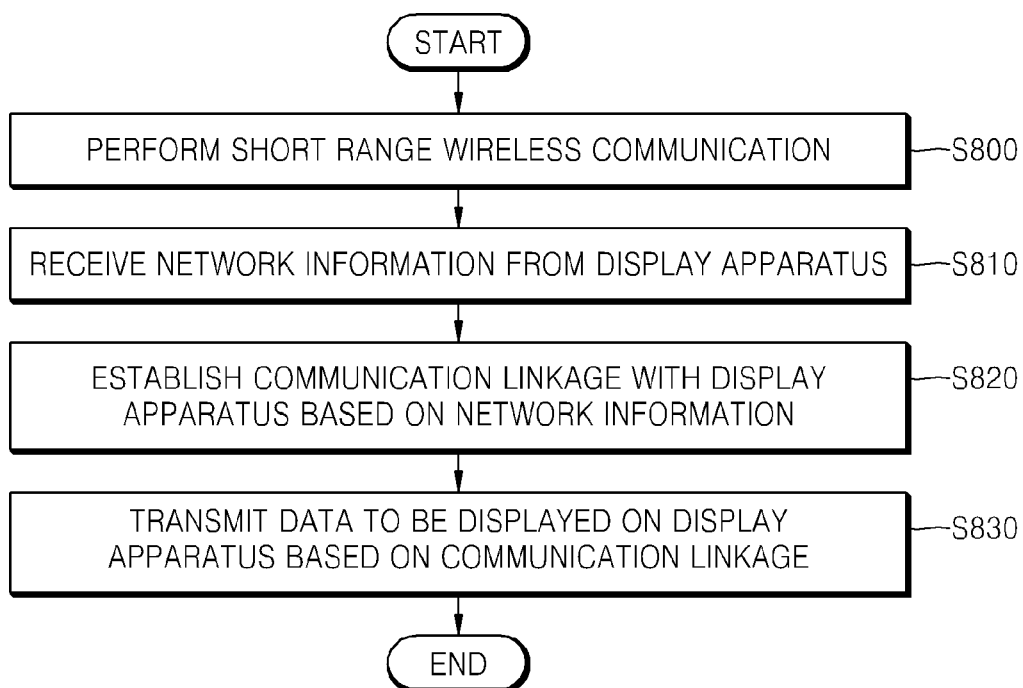 START
PERFORM SHORT RANGE WIRELESS COMMUNICATION
S800
RECEIVE NETWORK INFORMATION FROM DISPLAY APPARATUS
S810
ESTABLISH COMMUNICATION LINKAGE WITH DISPLAY
APPARATUS BASED ON NETWORK INFORMATION
S820
TRANSMIT DATA TO BE DISPLAYED ON DISPLAY
APPARATUS BASED ON COMMUNICATION LINKAGE
S830
END